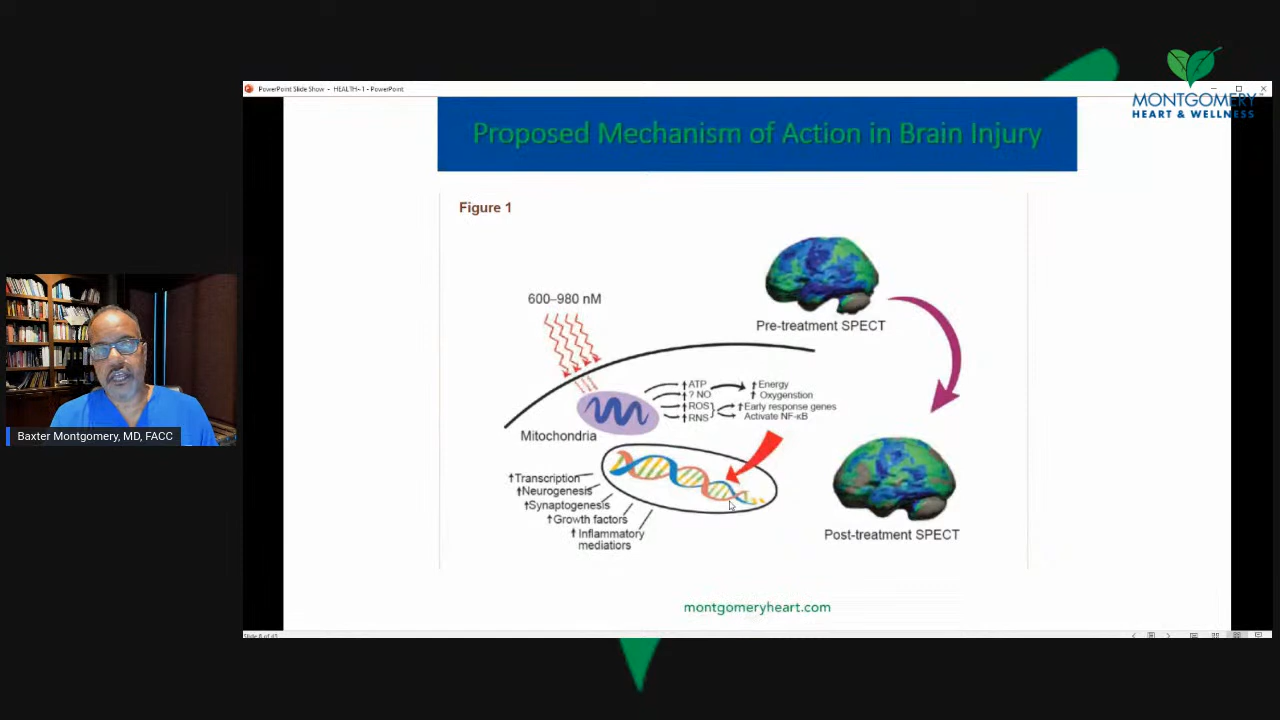 PowerPoint Slide Show - HEALTH~1 - PowerPoint
MONTGOMERY
HEART & WELLNESS
Proposed Mechanism of Action in Brain Injury
Figure 1
600–980 nM
Pre-treatment SPECT
↑ATP
↑? NO
↑ROS
↑RNS
↑Energy
↑ Oxygenstion
↑Early response genes
Activate NF-κB
Mitochondria
↑Transcription
↑Neurogenesis
↑Synaptogenesis
↑Growth factors
↑ Inflammatory
mediatiors
Post-treatment SPECT
Baxter Montgomery, MD, FACC
montgomeryheart.com